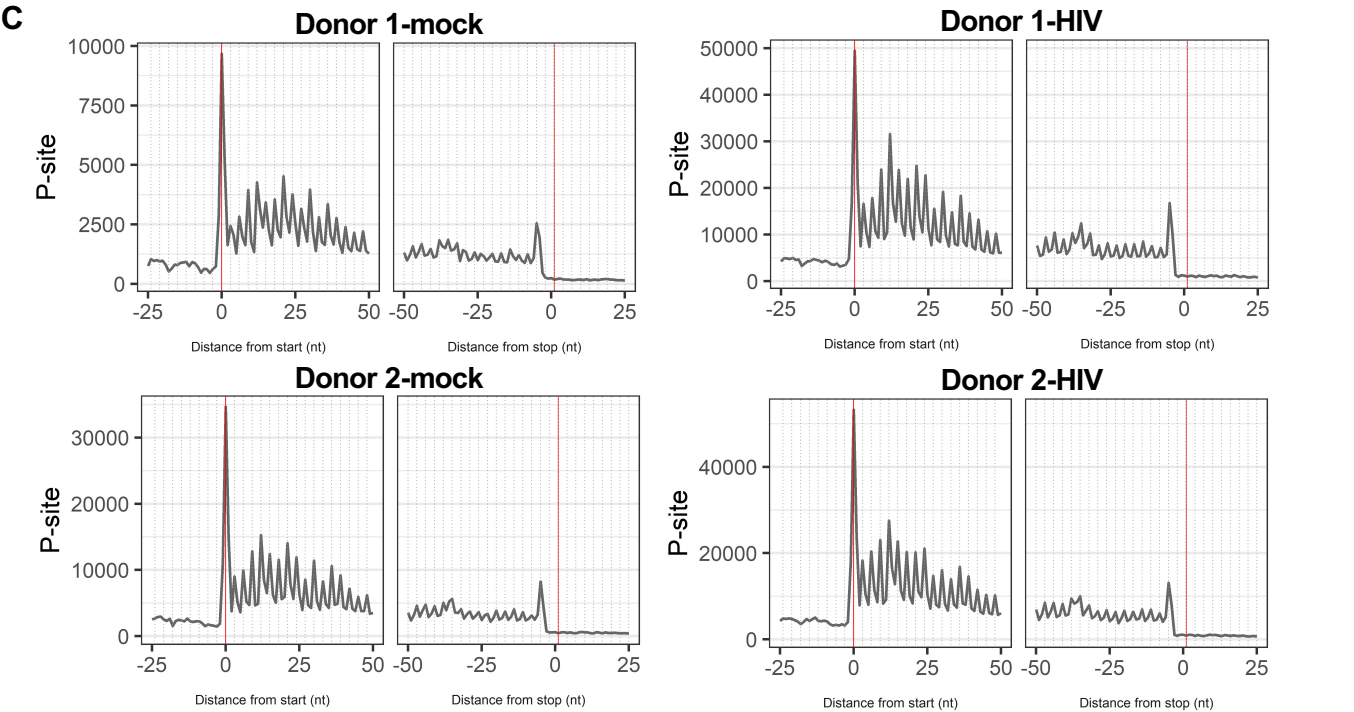 C
Donor 1-mock
P-site
10000
7500
5000
2500
0
-25 0 25 50 -50 -25 0 25
Distance from start (nt) Distance from stop (nt)
Donor 1-HIV
P-site
50000
40000
30000
20000
10000
0
-25 0 25 50 -50 -25 0 25
Distance from start (nt) Distance from stop (nt)
Donor 2-mock
P-site
30000
20000
10000
0
-25 0 25 50 -50 -25 0 25
Distance from start (nt) Distance from stop (nt)
Donor 2-HIV
P-site
40000
20000
0
-25 0 25 50 -50 -25 0 25
Distance from start (nt) Distance from stop (nt)